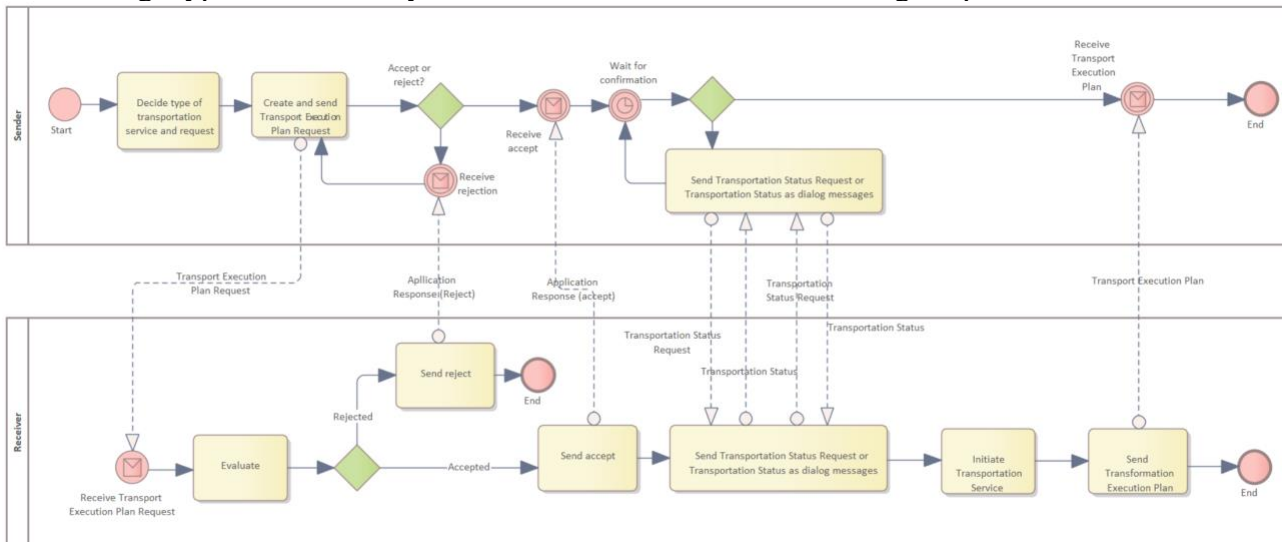 Sender
Start
Decide type of
transportation
service and request
Create and send
Transport Execution
Plan Request
Accept or
reject?
Receive
rejection
Receive
accept
Wait for
confirmation
Send Transportation Status Request or
Transportation Status as dialog messages
Receive
Transport
Execution
Plan
End
Transport Execution
Plan Request
Apllication
Response (Reject)
Application
Response (accept)
Transportation Status
Request
Transportation Status
Transportation
Status Request
Transportation Status
Transport Execution Plan
Receiver
Receive Transport
Execution Plan Request
Evaluate
Rejected
Accepted
Send reject
End
Send accept
Send Transportation Status Request or
Transportation Status as dialog messages
Initiate
Transportation
Service
Send
Transformation
Execution Plan
End